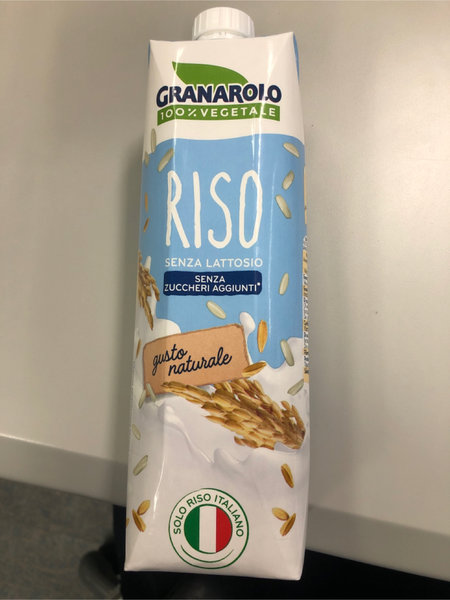 GRANAROLO
100% VEGETALE
RISO
SENZA LATTOSIO
SENZA
ZUCCHERI AGGIUNTI*
gusto
naturale
SOLO RISO ITALIANO